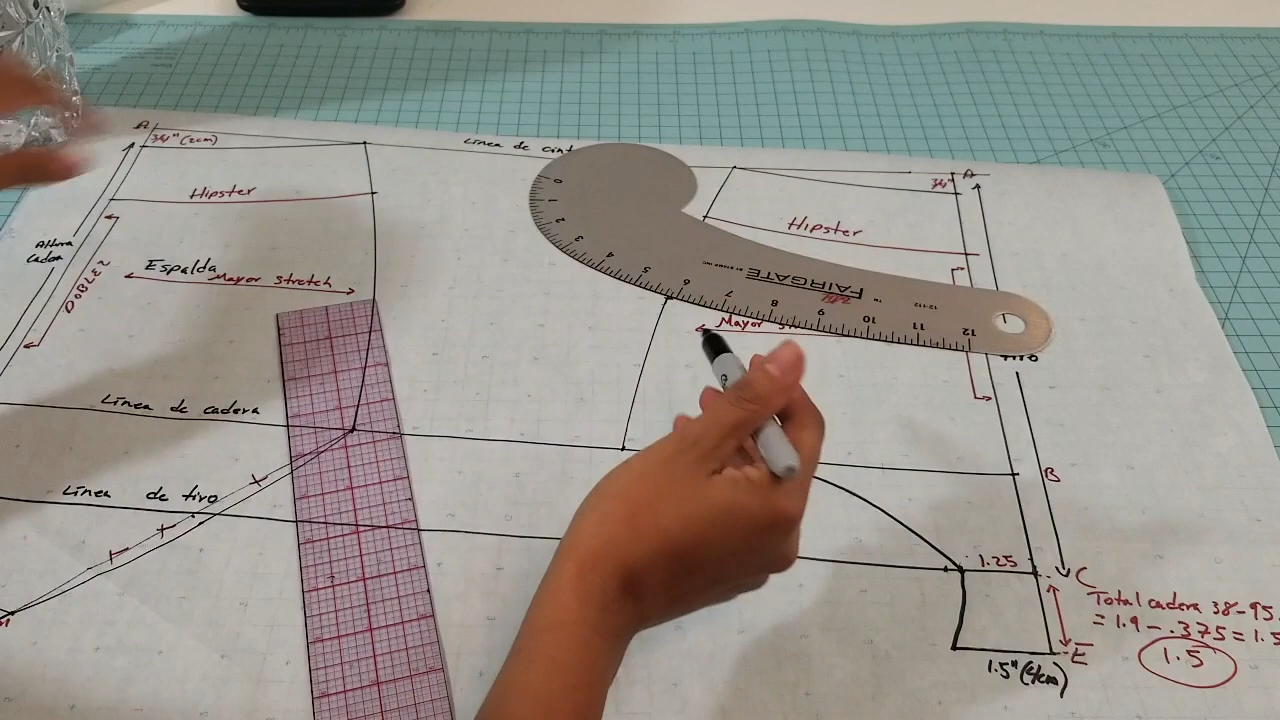 A
3/4" (2cm)
Linea de cint
3/4"
A
Hipster
Hipster
Altura
Cadera
DOBLEZ
Espalda
Mayor stretch
0 1 2 3 4 5 6 7 8 9 10 11 12
FAIRGATE
12-112
Mayor
Linea de cadera
B
Linea de tiro
1.25
C
Total cadera 38-95.
= 1.9 - .375 = 1.5
E
1.5
1.5" (4cm)